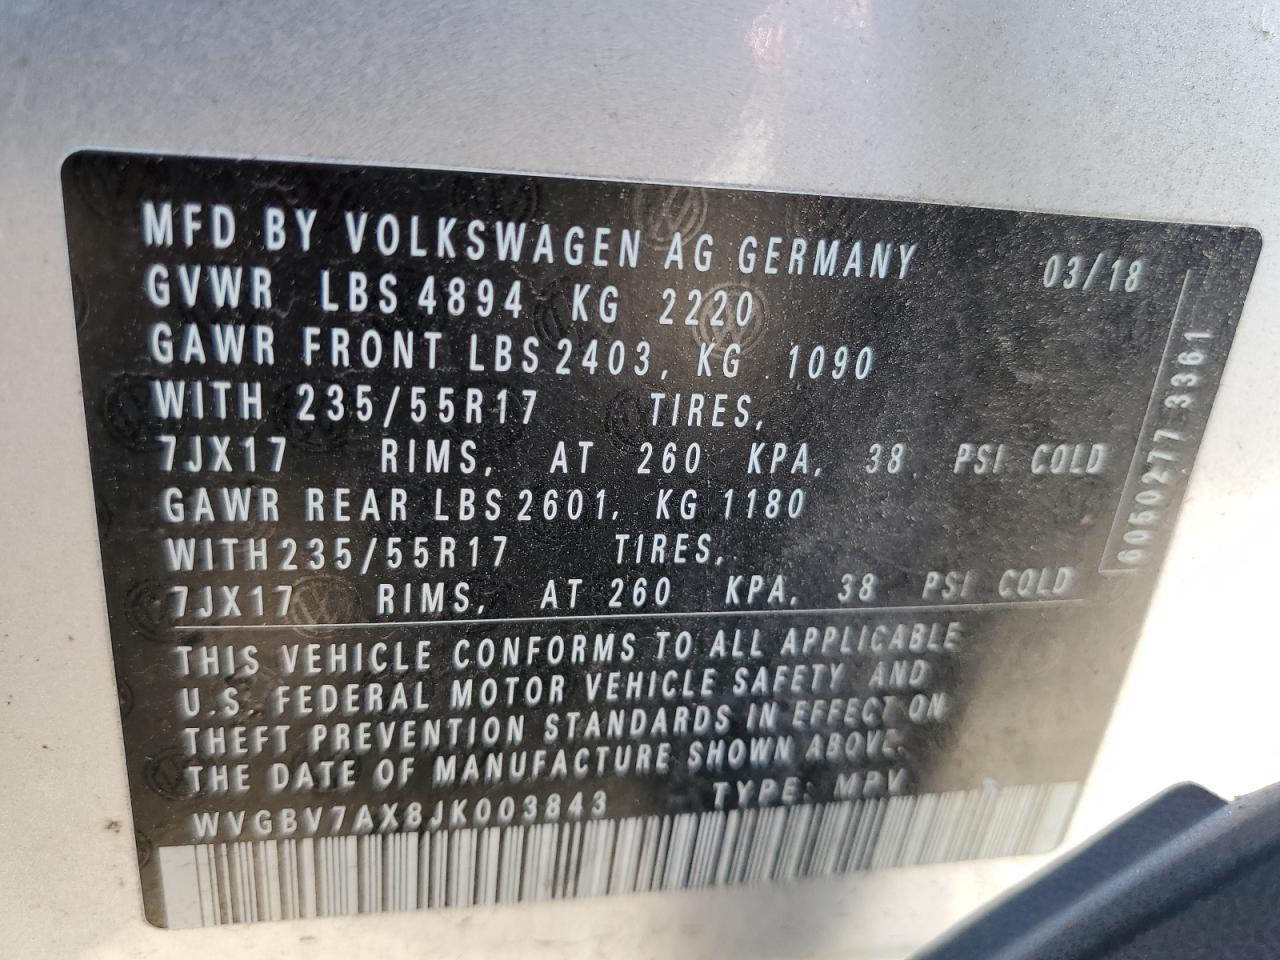 MFD BY VOLKSWAGEN AG GERMANY 03/18
GVWR LBS 4894 KG 2220
GAWR FRONT LBS 2403, KG 1090
WITH 235/55R17 TIRES,
7JX17 RIMS, AT 260 KPA, 38 PSI COLD
GAWR REAR LBS 2601, KG 1180
WITH 235/55R17 TIRES,
7JX17 RIMS, AT 260 KPA, 38 PSI COLD
THIS VEHICLE CONFORMS TO ALL APPLICABLE
U.S. FEDERAL MOTOR VEHICLE SAFETY AND
THEFT PREVENTION STANDARDS IN EFFECT ON
THE DATE OF MANUFACTURE SHOWN ABOVE.
WVGBV7AX8JK003843 TYPE: MPV
6050277 3361